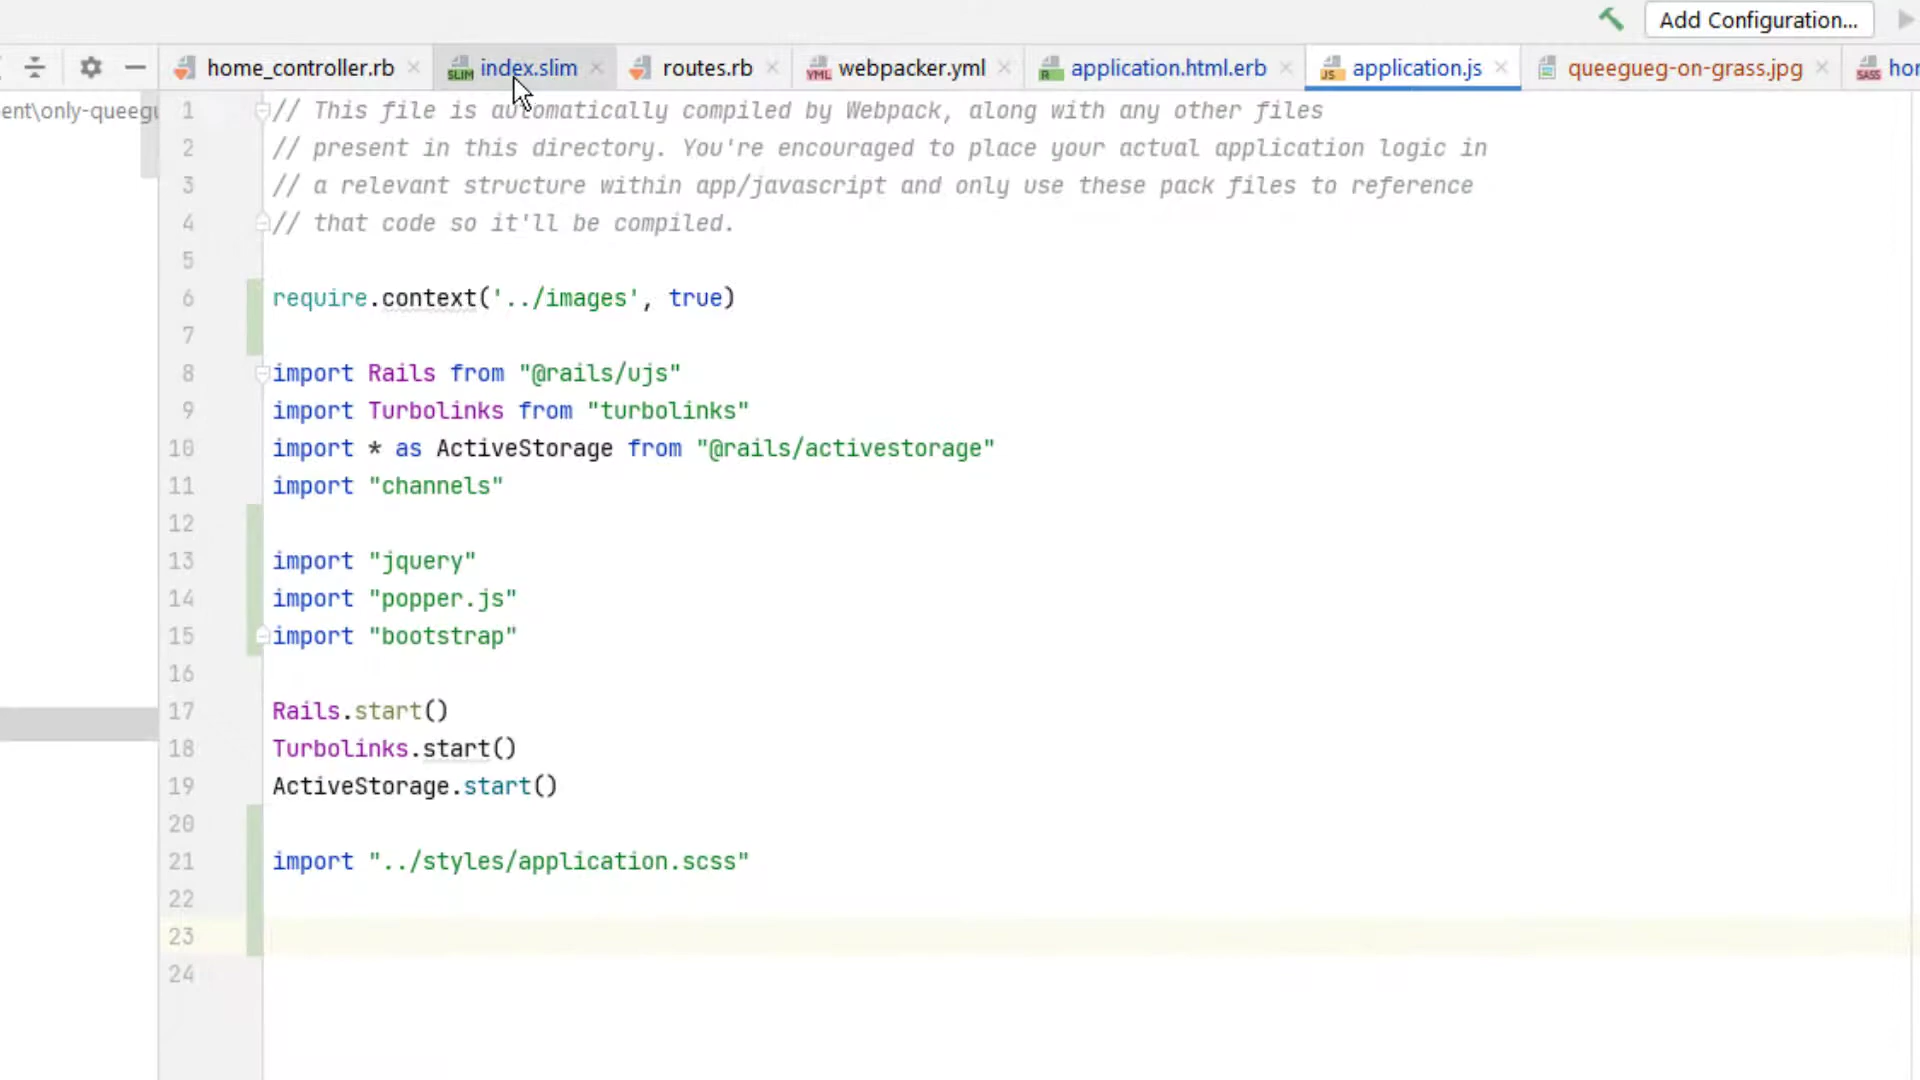 Add Configuration...
home_controller.rb
index.slim
routes.rb
webpacker.yml
application.html.erb
application.js
queegueg-on-grass.jpg
hor
ent\only-queegu
1 // This file is automatically compiled by Webpack, along with any other files
2 // present in this directory. You're encouraged to place your actual application logic in
3 // a relevant structure within app/javascript and only use these pack files to reference
4 // that code so it'll be compiled.
5
6 require.context('../images', true)
7
8 import Rails from "@rails/ujs"
9 import Turbolinks from "turbolinks"
10 import * as ActiveStorage from "@rails/activestorage"
11 import "channels"
12
13 import "jquery"
14 import "popper.js"
15 import "bootstrap"
16
17 Rails.start()
18 Turbolinks.start()
19 ActiveStorage.start()
20
21 import "../styles/application.scss"
22
23
24